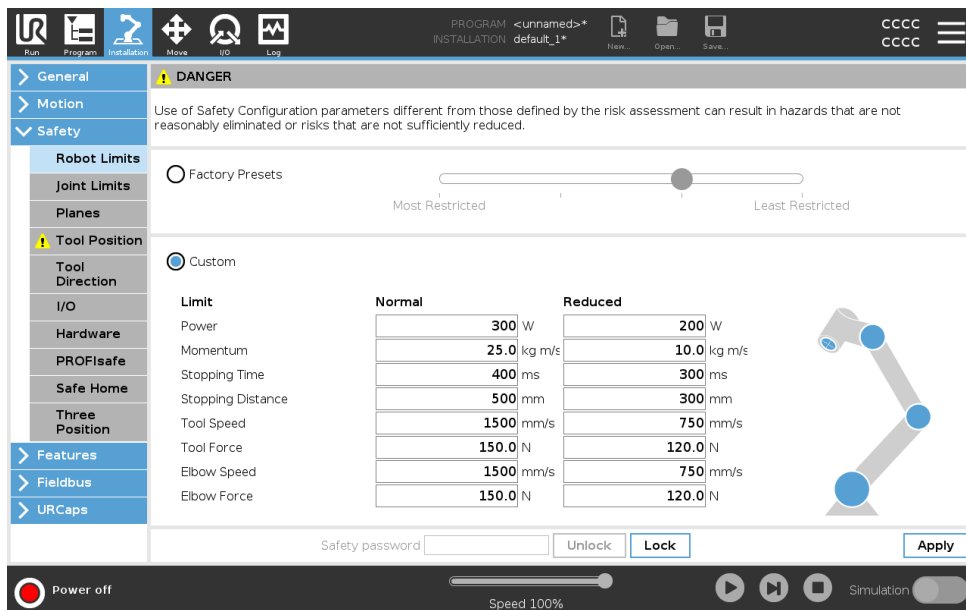 PROGRAM <unnamed>*
INSTALLATION default_1*
CCCC
CCCC
Run Program Installation Move I/O Log New... Open... Save...
General
Motion
Safety
Robot Limits
Joint Limits
Planes
Tool Position
Tool
Direction
I/O
Hardware
PROFIsafe
Safe Home
Three
Position
Features
Fieldbus
URCaps
DANGER
Use of Safety Configuration parameters different from those defined by the risk assessment can result in hazards that are not
reasonably eliminated or risks that are not sufficiently reduced.
Factory Presets
Most Restricted Least Restricted
Custom
Limit Normal Reduced
Power 300 W 200 W
Momentum 25.0 kg m/s 10.0 kg m/s
Stopping Time 400 ms 300 ms
Stopping Distance 500 mm 300 mm
Tool Speed 1500 mm/s 750 mm/s
Tool Force 150.0 N 120.0 N
Elbow Speed 1500 mm/s 750 mm/s
Elbow Force 150.0 N 120.0 N
Safety password Unlock Lock Apply
Power off Speed 100% Simulation